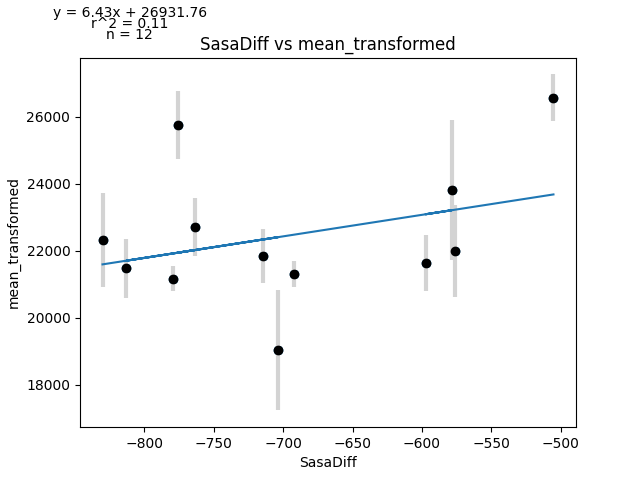 y = 6.43x + 26931.76
r^2 = 0.11
n = 12
SasaDiff vs mean_transformed
mean_transformed
26000
24000
22000
20000
18000
−800
−750
−700
−650
−600
−550
−500
SasaDiff